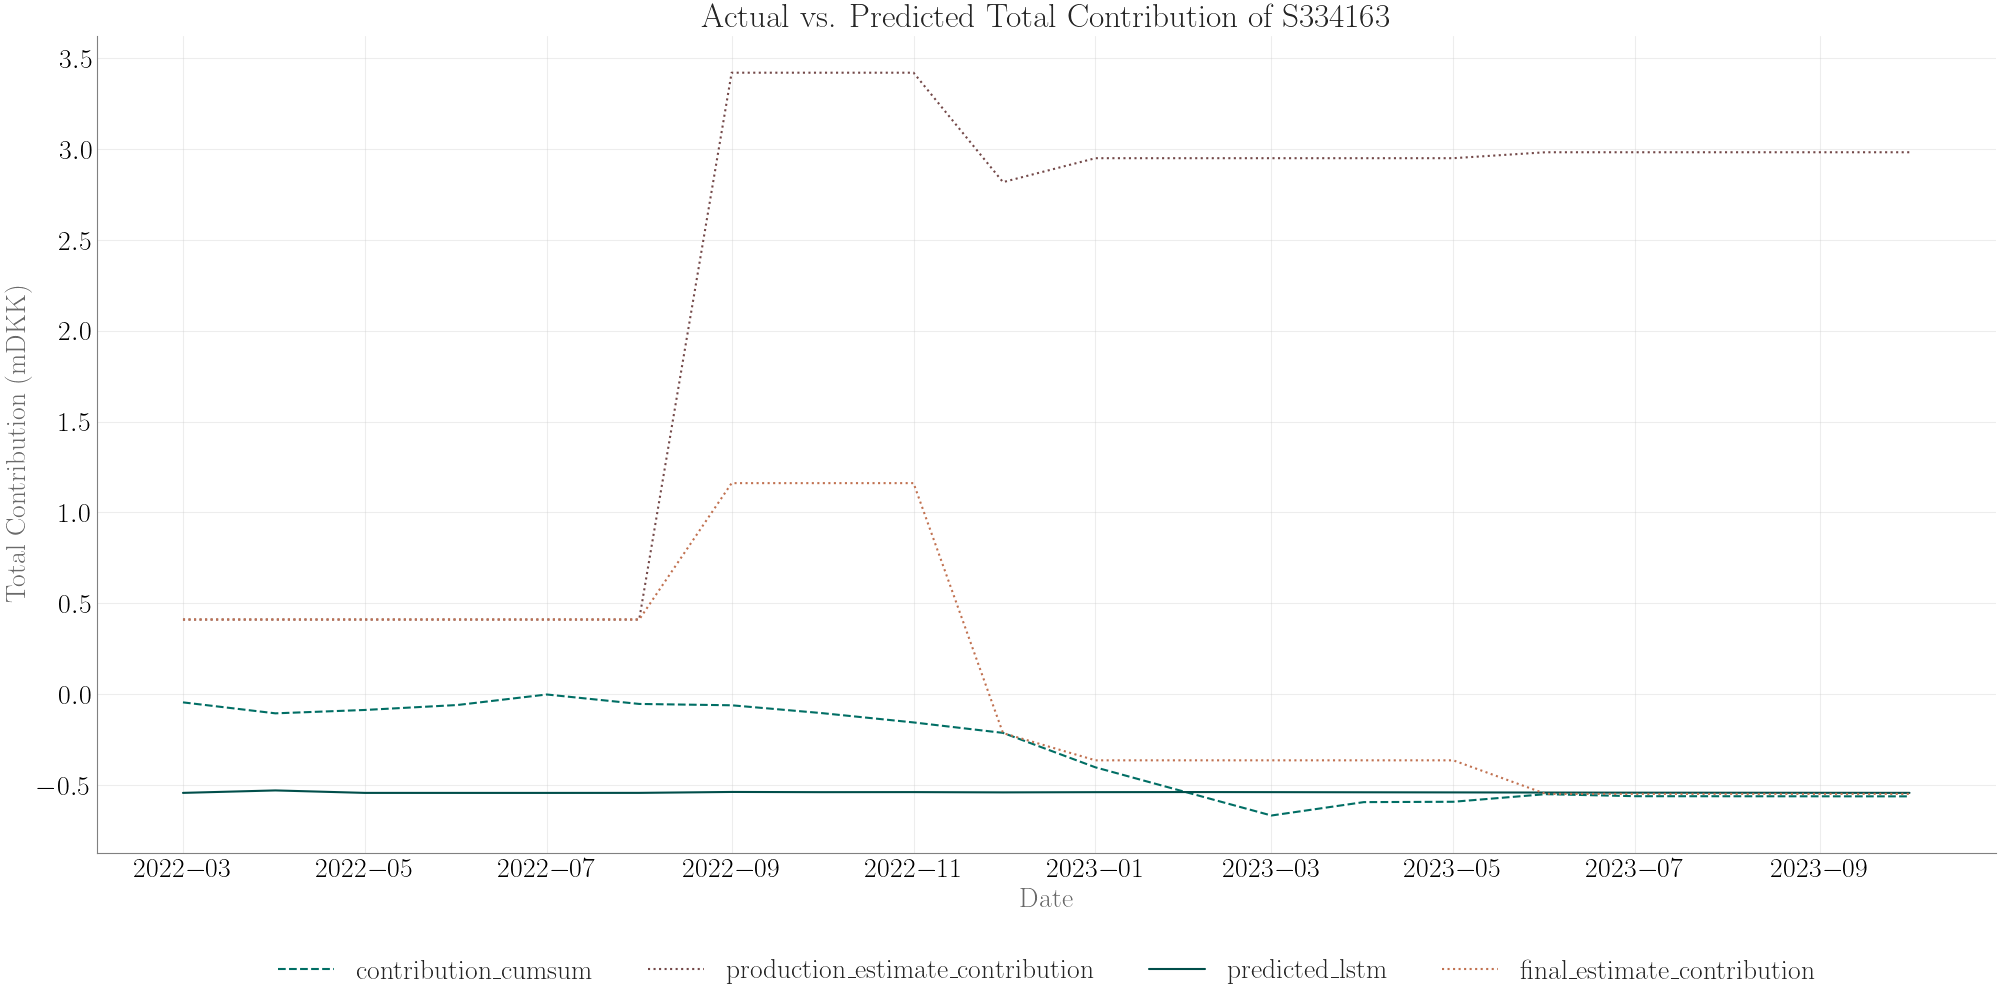 Actual vs. Predicted Total Contribution of S334163
Total Contribution (mDKK)
3.5
3.0
2.5
2.0
1.5
1.0
0.5
0.0
−0.5
2022−03 2022−05 2022−07 2022−09 2022−11 2023−01 2023−03 2023−05 2023−07 2023−09
Date
contribution_cumsum production_estimate_contribution predicted_lstm final_estimate_contribution